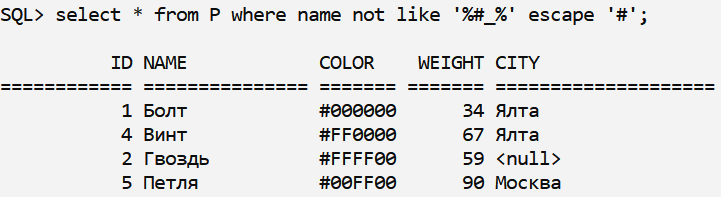 SQL> select * from P where name not like '%#_%' escape '#';
ID NAME COLOR WEIGHT CITY
============ =============== ======= ======= ====================
1 Болт #000000 34 Ялта
4 Винт #FF0000 67 Ялта
2 Гвоздь #FFFF00 59 <null>
5 Петля #00FF00 90 Москва